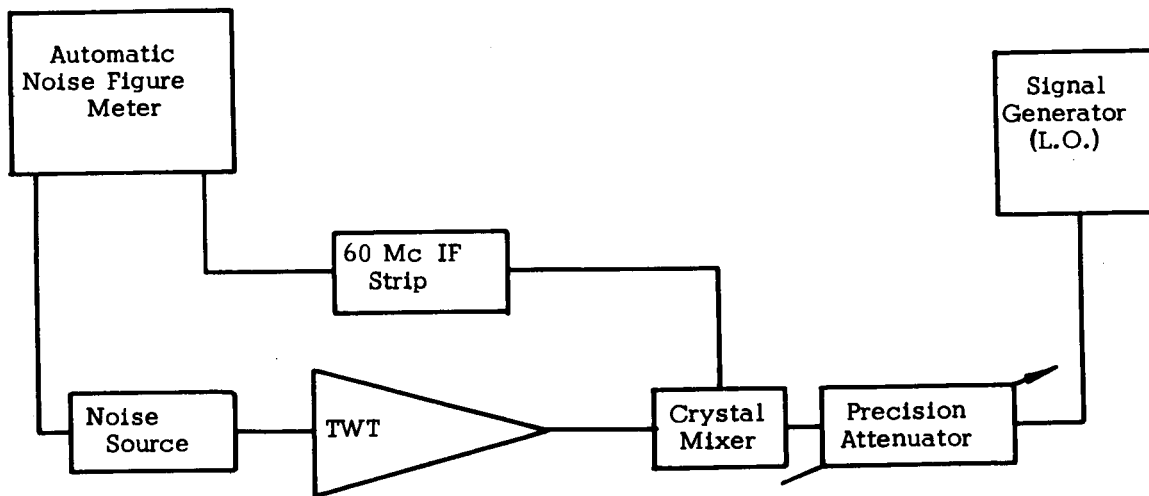 Automatic
Noise Figure
Meter
Signal
Generator
(L.O.)
60 Mc IF
Strip
Noise
Source
TWT
Crystal
Mixer
Precision
Attenuator